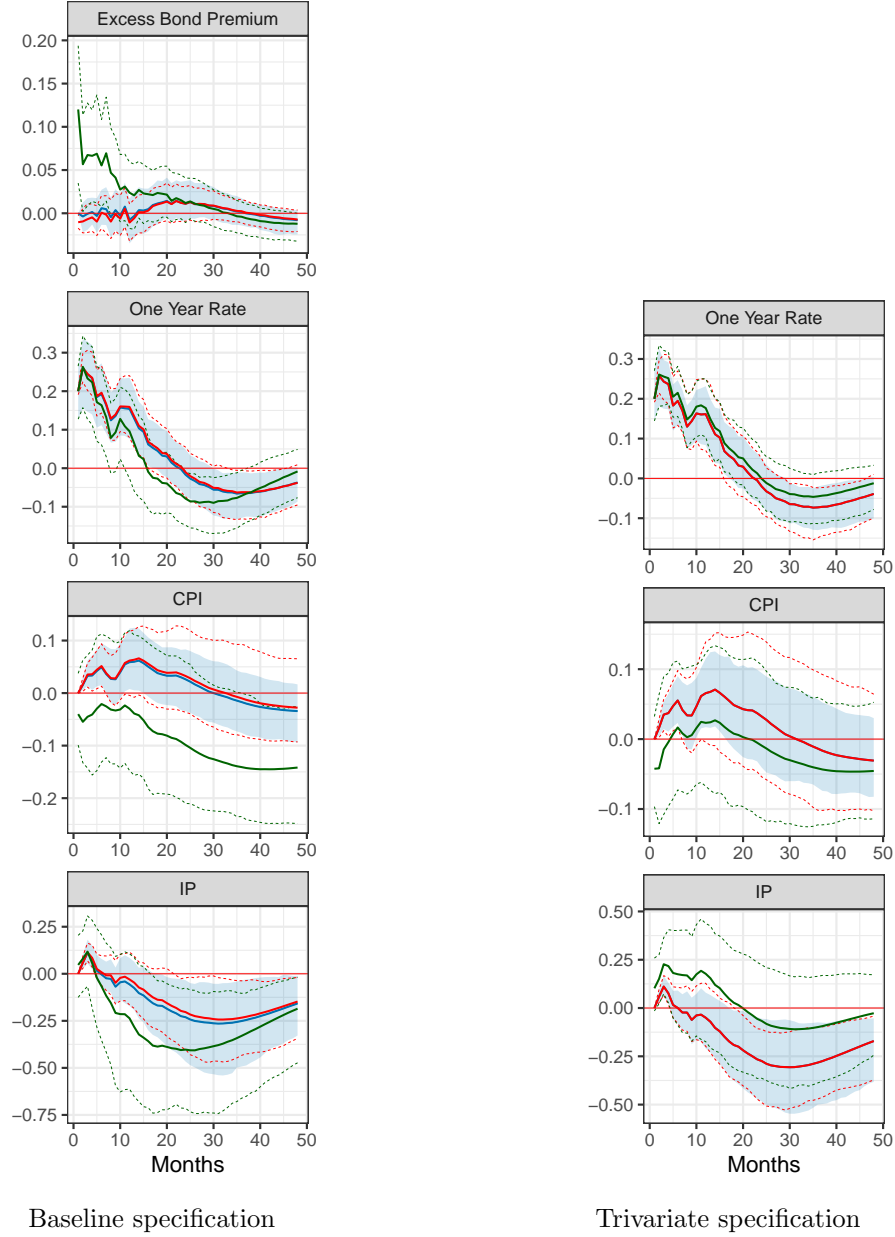 Excess Bond Premium
0.20
0.15
0.10
0.05
0.00
0 10 20 30 40 50
One Year Rate
0.3
0.2
0.1
0.0
−0.1
0 10 20 30 40 50
CPI
0.1
0.0
−0.1
−0.2
0 10 20 30 40 50
IP
0.25
0.00
−0.25
−0.50
−0.75
0 10 20 30 40 50
Months
Baseline specification
One Year Rate
0.3
0.2
0.1
0.0
−0.1
0 10 20 30 40 50
CPI
0.1
0.0
−0.1
0 10 20 30 40 50
IP
0.50
0.25
0.00
−0.25
−0.50
0 10 20 30 40 50
Months
Trivariate specification